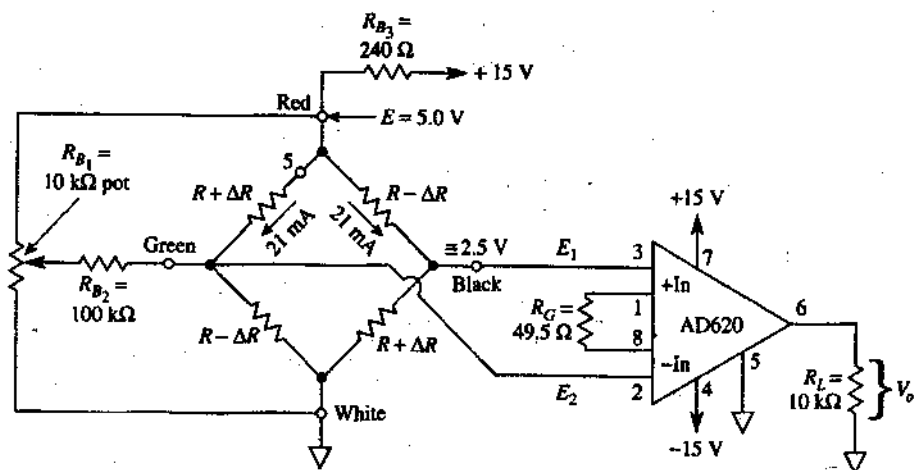 R_B3 =
240 Ω
+ 15 V
Red
E = 5.0 V
5
R_B1 =
10 kΩ pot
R + ΔR
R − ΔR
21 mA
21 mA
Green
R_B2 =
100 kΩ
≅ 2.5 V
Black
R − ΔR
R + ΔR
White
E1
E2
R_G =
49.5 Ω
+15 V
3
7
+In
1
AD620
6
8
−In
5
2
4
−15 V
R_L =
10 kΩ
V_o